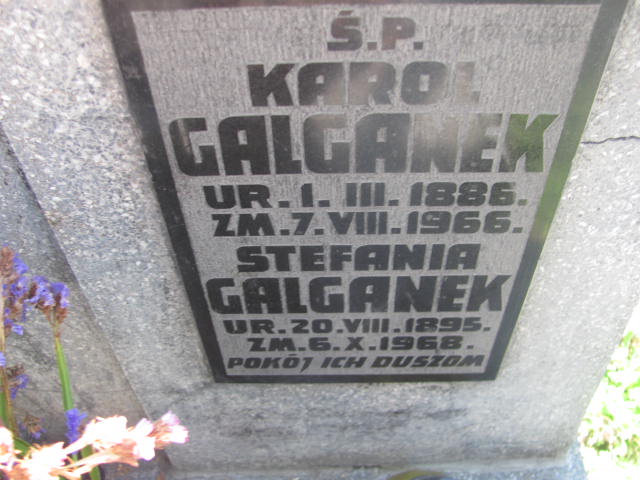 Ś.P.
KAROL
GALGANEK
UR. 1. III. 1886.
ZM. 7. VIII. 1966.
STEFANIA
GALGANEK
UR. 20. VIII. 1895.
ZM. 6. X. 1968.
POKÓJ ICH DUSZOM